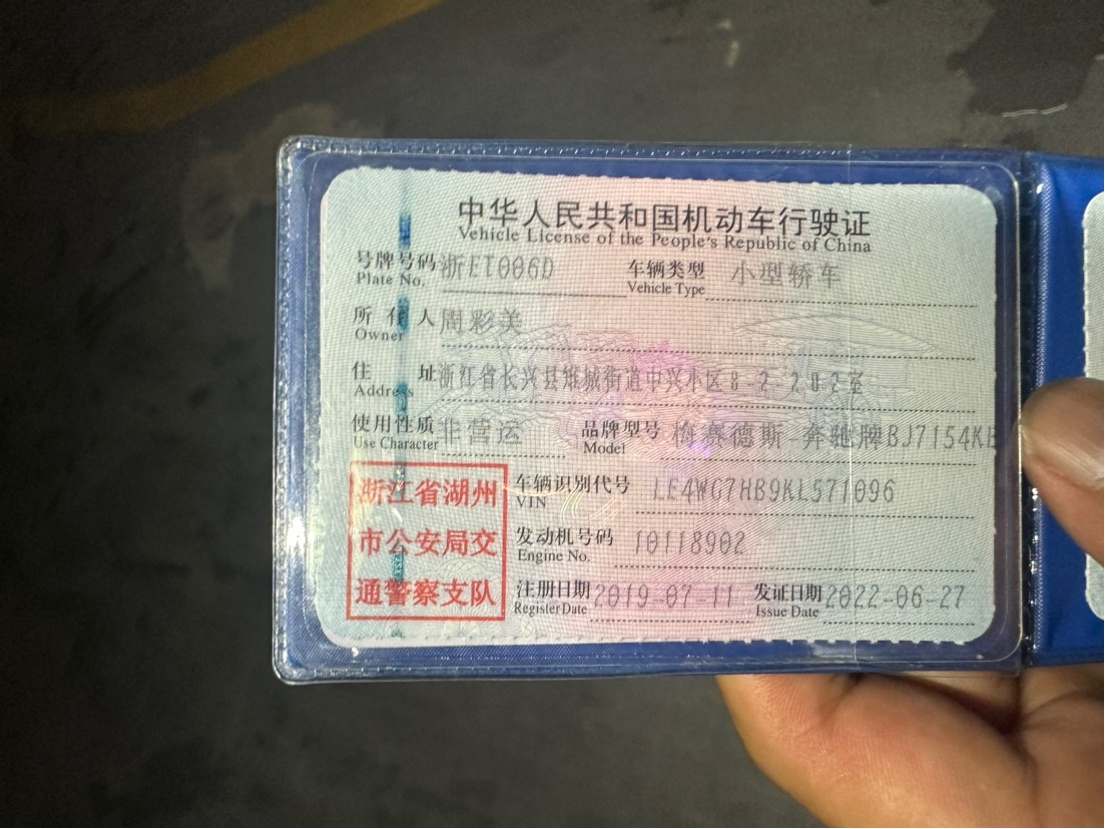 中华人民共和国机动车行驶证
Vehicle License of the People's Republic of China
号牌号码 浙ET006D 车辆类型 小型轿车
Plate No. Vehicle Type
所有人 周彩美
Owner
住址 浙江省长兴县雉城街道中兴小区8-2-202室
Address
使用性质 非营运 品牌型号 梅赛德斯-奔驰牌BJ7154KE
Use Character Model
浙江省湖州
市公安局交
通警察支队
车辆识别代号 LE4WG7HB9KL571096
VIN
发动机号码 10118902
Engine No.
注册日期 2019-07-11 发证日期 2022-06-27
Register Date Issue Date